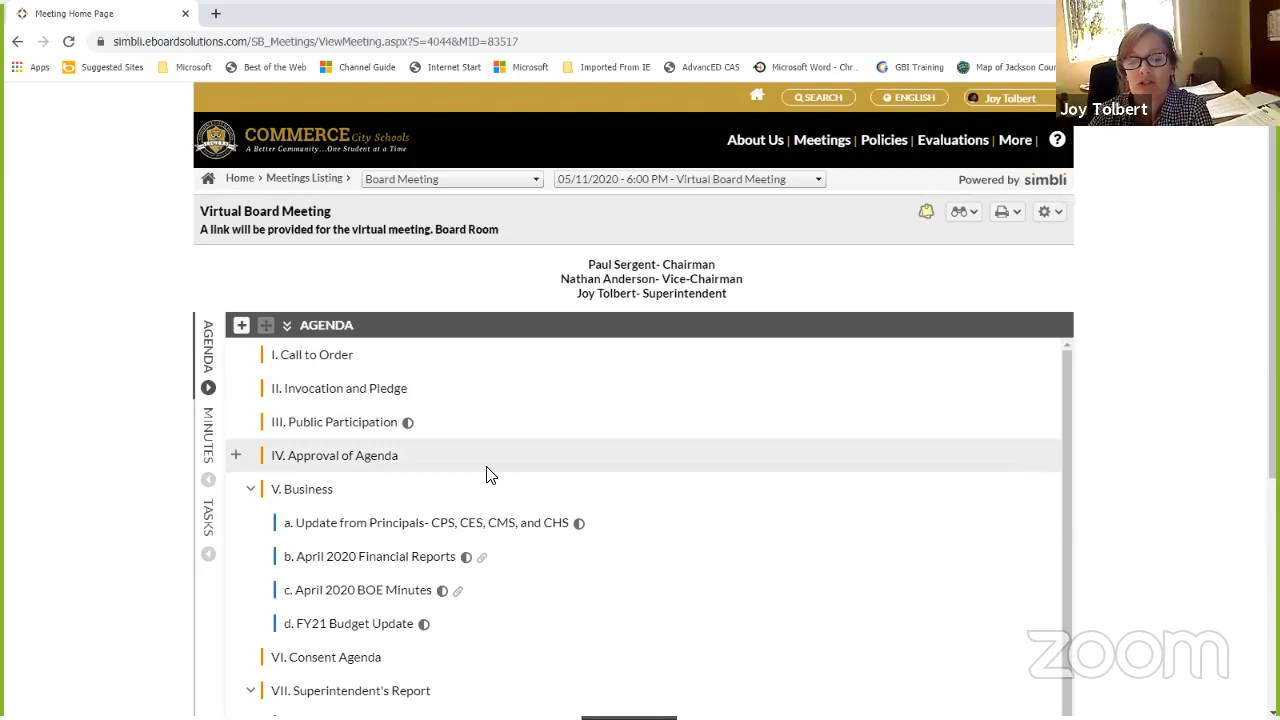 Meeting Home Page
simbli.eboardsolutions.com/SB_Meetings/ViewMeeting.aspx?S=4044&MID=83517
Apps Suggested Sites Microsoft Best of the Web Channel Guide Internet Start Microsoft Imported From IE AdvancED CAS Microsoft Word - Chr... GBI Training Map of Jackson Cou
Joy Tolbert
SEARCH ENGLISH Joy Tolbert
COMMERCE City Schools
A Better Community...One Student at a Time
About Us | Meetings | Policies | Evaluations | More | ?
Home > Meetings Listing > Board Meeting 05/11/2020 - 6:00 PM - Virtual Board Meeting Powered by simbli
Virtual Board Meeting
A link will be provided for the virtual meeting. Board Room
Paul Sergent- Chairman
Nathan Anderson- Vice-Chairman
Joy Tolbert- Superintendent
AGENDA
MINUTES
TASKS
AGENDA
I. Call to Order
II. Invocation and Pledge
III. Public Participation
IV. Approval of Agenda
V. Business
a. Update from Principals- CPS, CES, CMS, and CHS
b. April 2020 Financial Reports
c. April 2020 BOE Minutes
d. FY21 Budget Update
VI. Consent Agenda
VII. Superintendent's Report
zoom